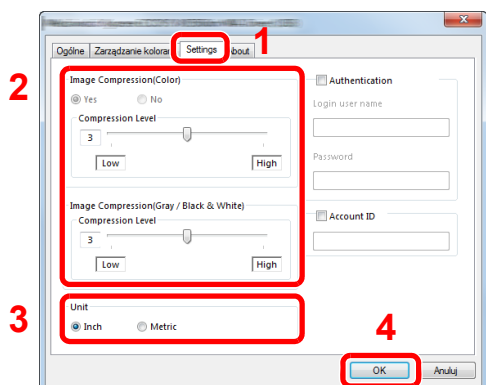 1
Ogólne Zarządzanie kolorami Settings About
2
Image Compression(Color)
Yes No
Compression Level
3
Low High
Image Compression(Gray / Black & White)
Compression Level
3
Low High
3
Unit
Inch Metric
Authentication
Login user name
Password
Account ID
4
OK Anuluj